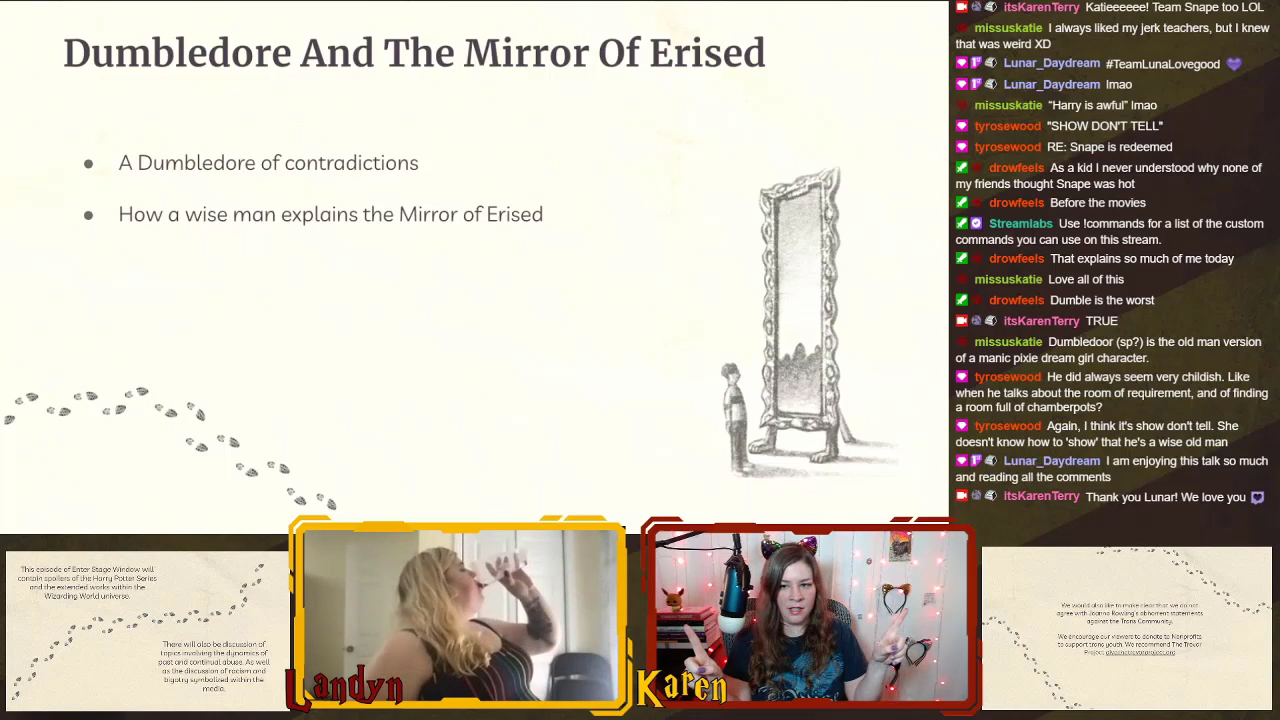 Dumbledore And The Mirror Of Erised
● A Dumbledore of contradictions
● How a wise man explains the Mirror of Erised
itsKarenTerry Katieeeeee! Team Snape too LOL
missuskatie I always liked my jerk teachers, but I knew
that was weird XD
Lunar_Daydream #TeamLunaLovegood
Lunar_Daydream lmao
missuskatie “Harry is awful” lmao
tyrosewood "SHOW DON'T TELL"
tyrosewood RE: Snape is redeemed
drowfeels As a kid I never understood why none of
my friends thought Snape was hot
drowfeels Before the movies
Streamlabs Use !commands for a list of the custom
commands you can use on this stream.
drowfeels That explains so much of me today
missuskatie Love all of this
drowfeels Dumble is the worst
itsKarenTerry TRUE
missuskatie Dumbledoor (sp?) is the old man version
of a manic pixie dream girl character.
tyrosewood He did always seem very childish. Like
when he talks about the room of requirement, and of finding
a room full of chamberpots?
tyrosewood Again, I think it's show don't tell. She
doesn't know how to 'show' that he's a wise old man
Lunar_Daydream I am enjoying this talk so much
and reading all the comments
itsKarenTerry Thank you Lunar! We love you
This episode of Enter Stage Window will
contain spoilers of the Harry Potter Series
and the extended works within the
Wizarding World universe.
There will also be discussion of
topics involving the dynamics of
past and continual abuse. As well
as the discussion of racism and
bigotry symbolized within the
media.
Landyn
Karen
We would also like to make clear that we do not
agree with Joanna Rowling's abhorrent statements
against the Trans Community.
We encourage our viewers to donate to Nonprofits
to support trans youth. We recommend The Trevor
Project